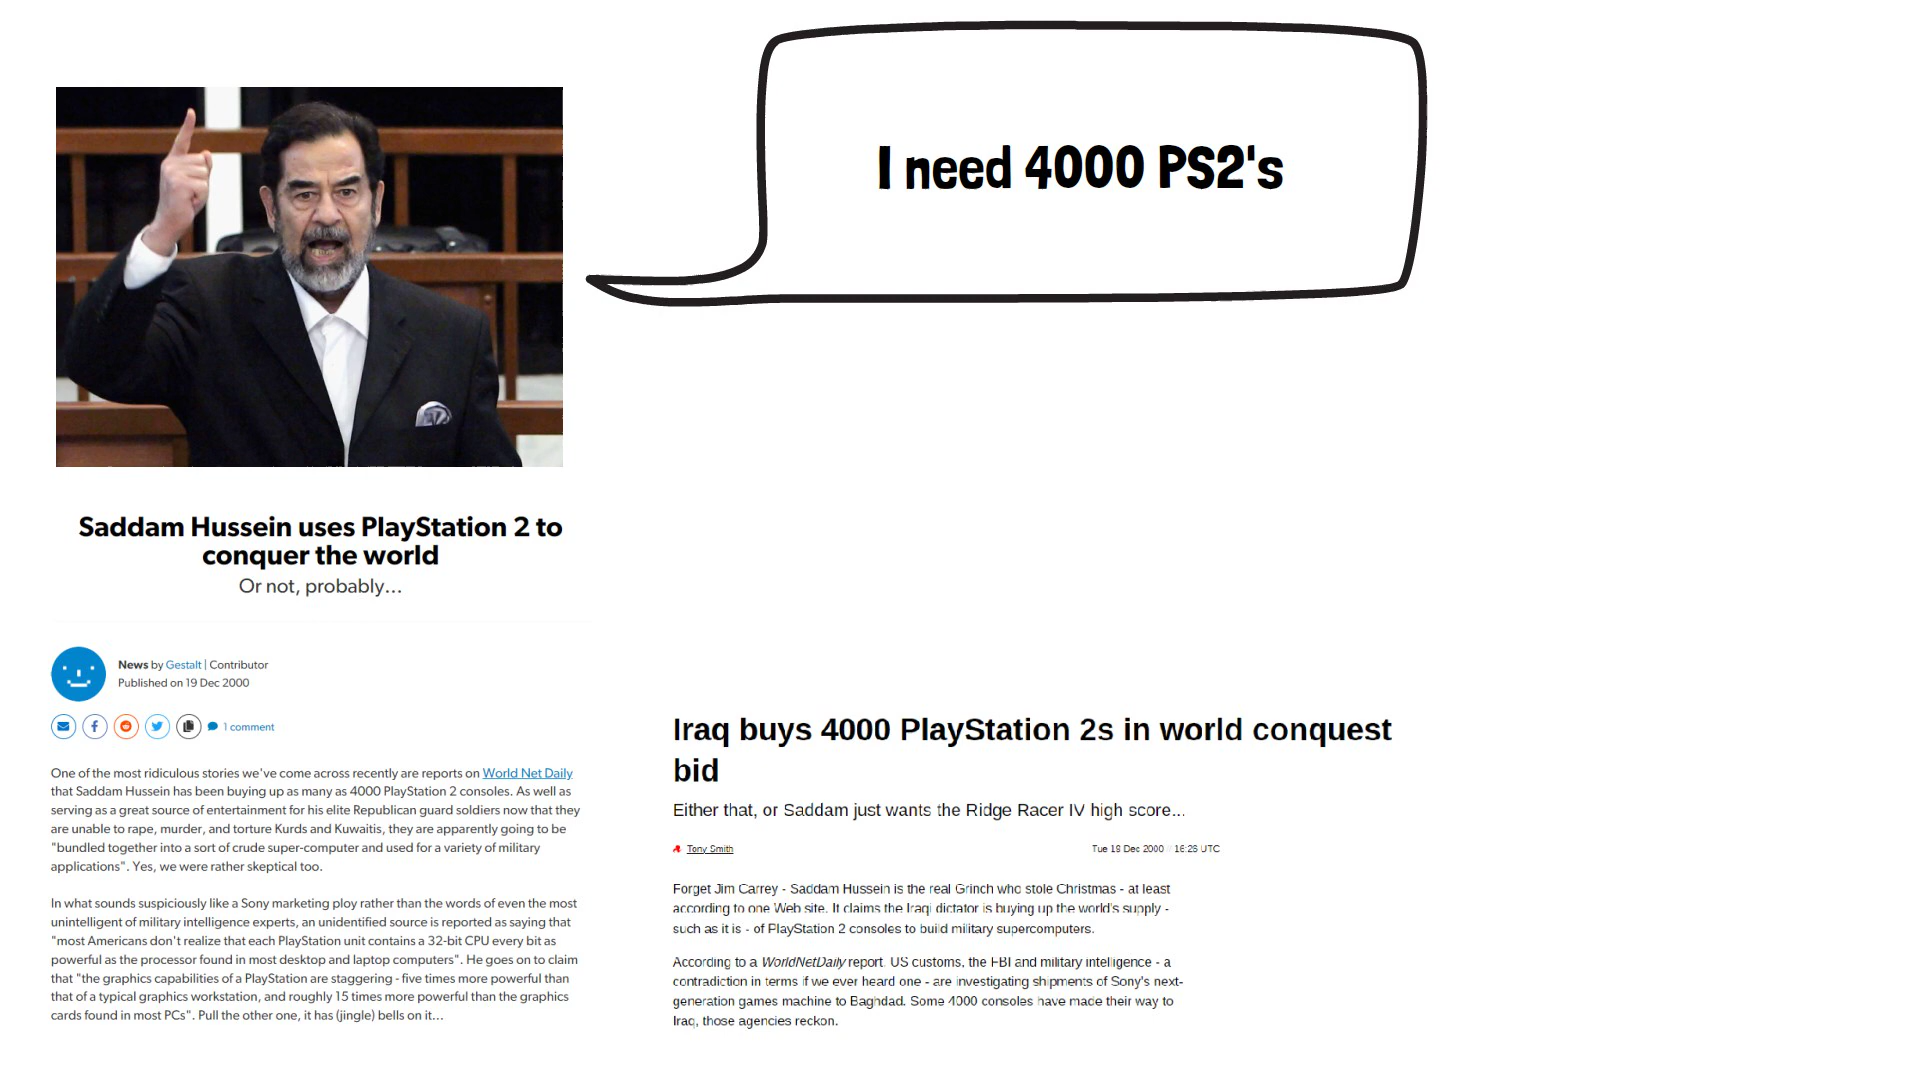 I need 4000 PS2's
Saddam Hussein uses PlayStation 2 to
conquer the world
Or not, probably...
News by Gestalt | Contributor
Published on 19 Dec 2000
1 comment
One of the most ridiculous stories we've come across recently are reports on World Net Daily
that Saddam Hussein has been buying up as many as 4000 PlayStation 2 consoles. As well as
serving as a great source of entertainment for his elite Republican guard soldiers now that they
are unable to rape, murder, and torture Kurds and Kuwaitis, they are apparently going to be
"bundled together into a sort of crude super-computer and used for a variety of military
applications". Yes, we were rather skeptical too.
In what sounds suspiciously like a Sony marketing ploy rather than the words of even the most
unintelligent of military intelligence experts, an unidentified source is reported as saying that
"most Americans don't realize that each PlayStation unit contains a 32-bit CPU every bit as
powerful as the processor found in most desktop and laptop computers". He goes on to claim
that "the graphics capabilities of a PlayStation are staggering - five times more powerful than
that of a typical graphics workstation, and roughly 15 times more powerful than the graphics
cards found in most PCs". Pull the other one, it has (jingle) bells on it...
Iraq buys 4000 PlayStation 2s in world conquest
bid
Either that, or Saddam just wants the Ridge Racer IV high score...
Tony Smith
Tue 19 Dec 2000 // 16:26 UTC
Forget Jim Carrey - Saddam Hussein is the real Grinch who stole Christmas - at least
according to one Web site. It claims the Iraqi dictator is buying up the world's supply -
such as it is - of PlayStation 2 consoles to build military supercomputers.
According to a WorldNetDaily report, US customs, the FBI and military intelligence - a
contradiction in terms if we ever heard one - are investigating shipments of Sony's next-
generation games machine to Baghdad. Some 4000 consoles have made their way to
Iraq, those agencies reckon.